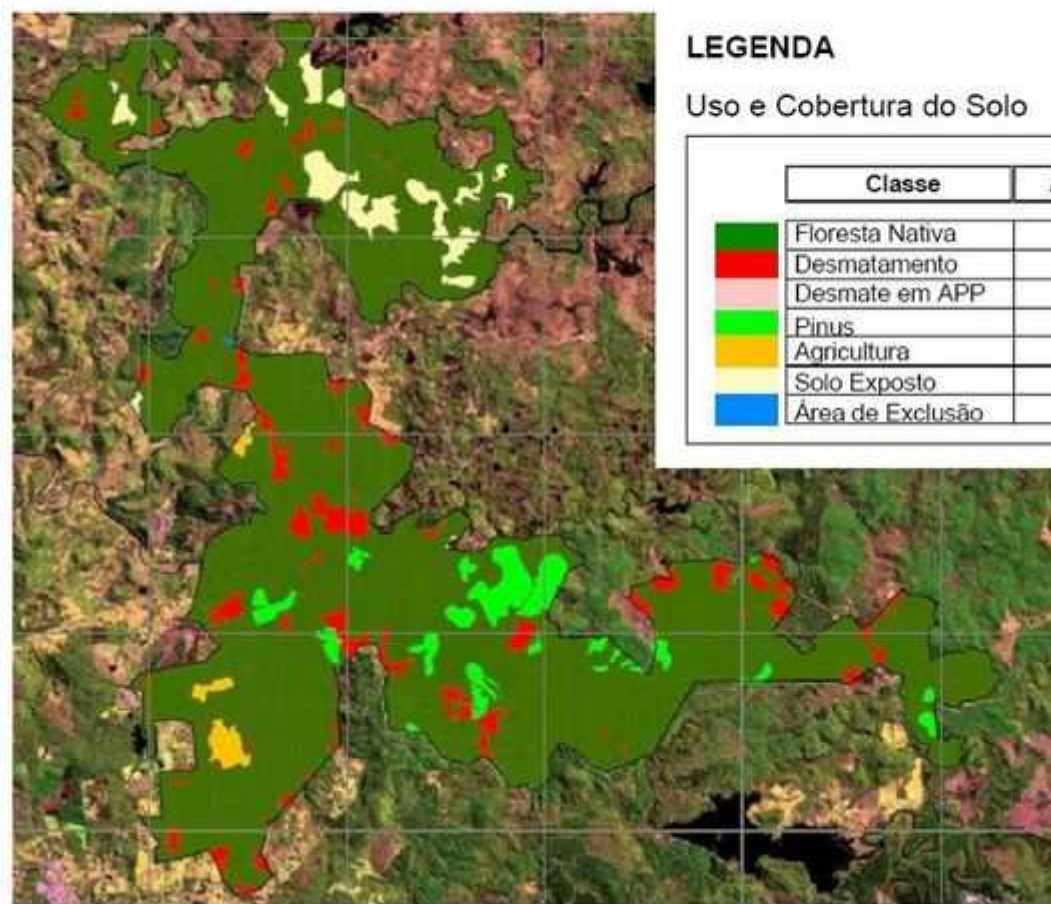 LEGENDA
Uso e Cobertura do Solo
Classe
Floresta Nativa
Desmatamento
Desmate em APP
Pinus
Agricultura
Solo Exposto
Área de Exclusão